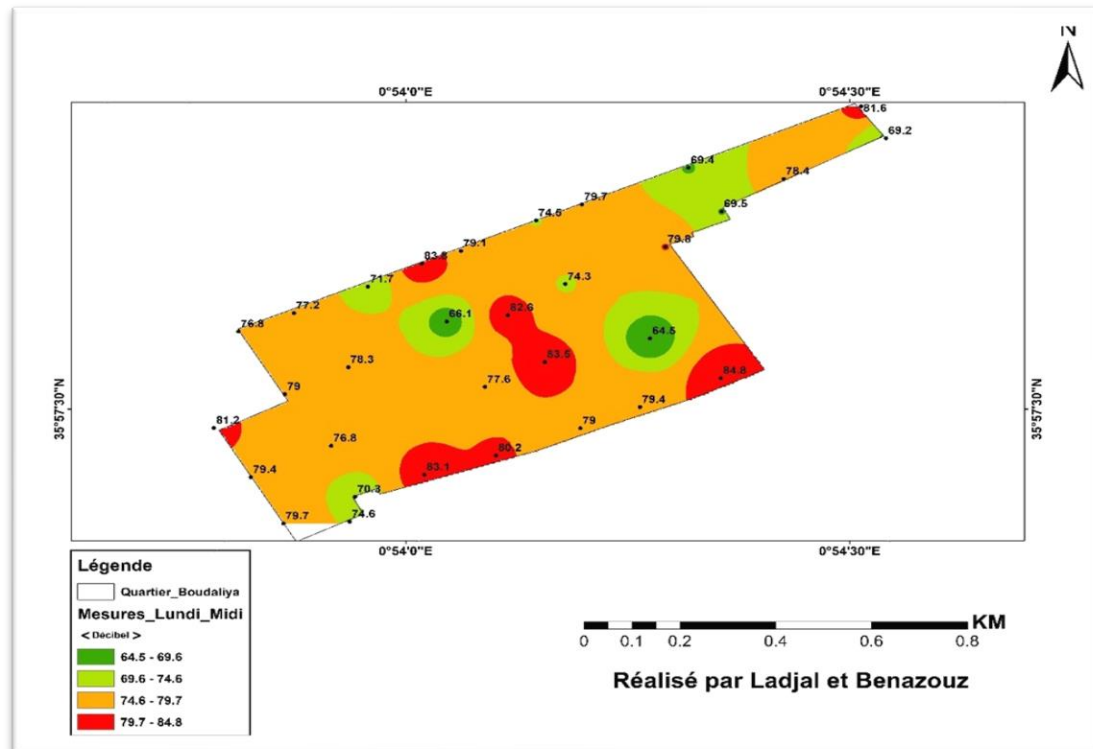 N
0°54'0"E
0°54'30"E
81.6
69.2
69.4
78.4
79.7
69.5
74.5
79.8
79.1
83.8
74.3
71.7
77.2
82.6
66.1
76.8
64.5
83.5
78.3
84.8
77.6
79
79.4
35°57'30"N
35°57'30"N
81.2
79
76.8
80.2
79.4
83.1
70.3
79.7
74.6
0°54'0"E
0°54'30"E
Légende
Quartier_Boudaliya
Mesures_Lundi_Midi
< Décibel >
64.5 - 69.6
69.6 - 74.6
74.6 - 79.7
79.7 - 84.8
KM
0 0.1 0.2 0.4 0.6 0.8
Réalisé par Ladjal et Benazouz